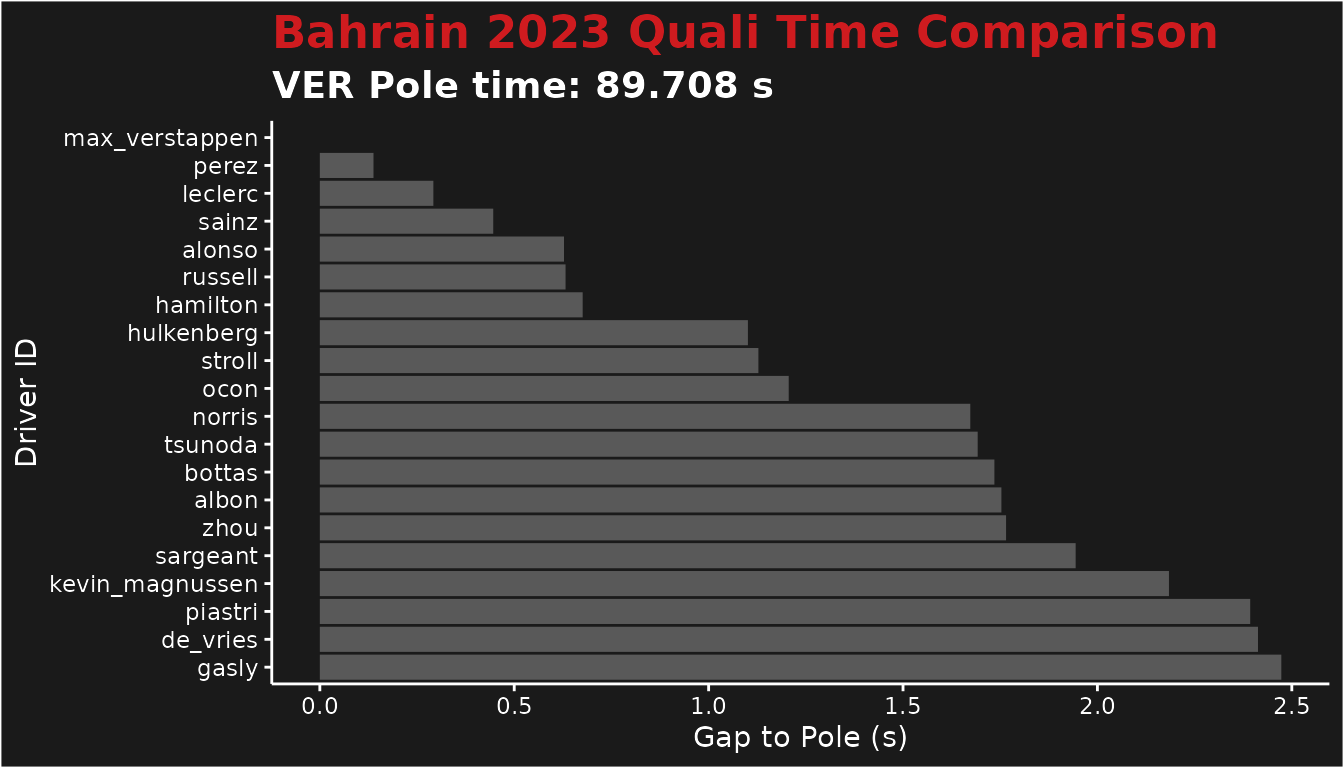 Bahrain 2023 Quali Time Comparison
VER Pole time: 89.708 s
Driver ID
max_verstappen
perez
leclerc
sainz
alonso
russell
hamilton
hulkenberg
stroll
ocon
norris
tsunoda
bottas
albon
zhou
sargeant
kevin_magnussen
piastri
de_vries
gasly
0.0 0.5 1.0 1.5 2.0 2.5
Gap to Pole (s)